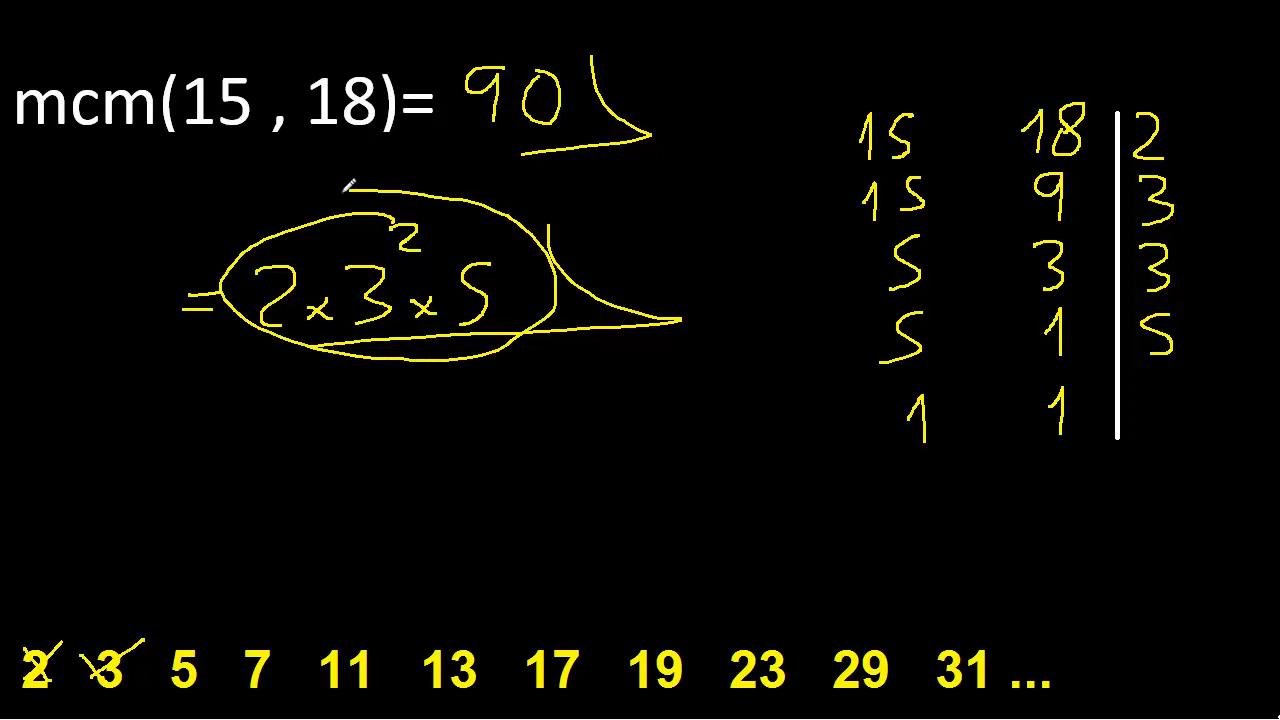 mcm(15 , 18)= 90
= 2 x 3² x 5
15 18 2
15 9 3
5 3 3
5 1 5
1 1
2 3 5 7 11 13 17 19 23 29 31 ...